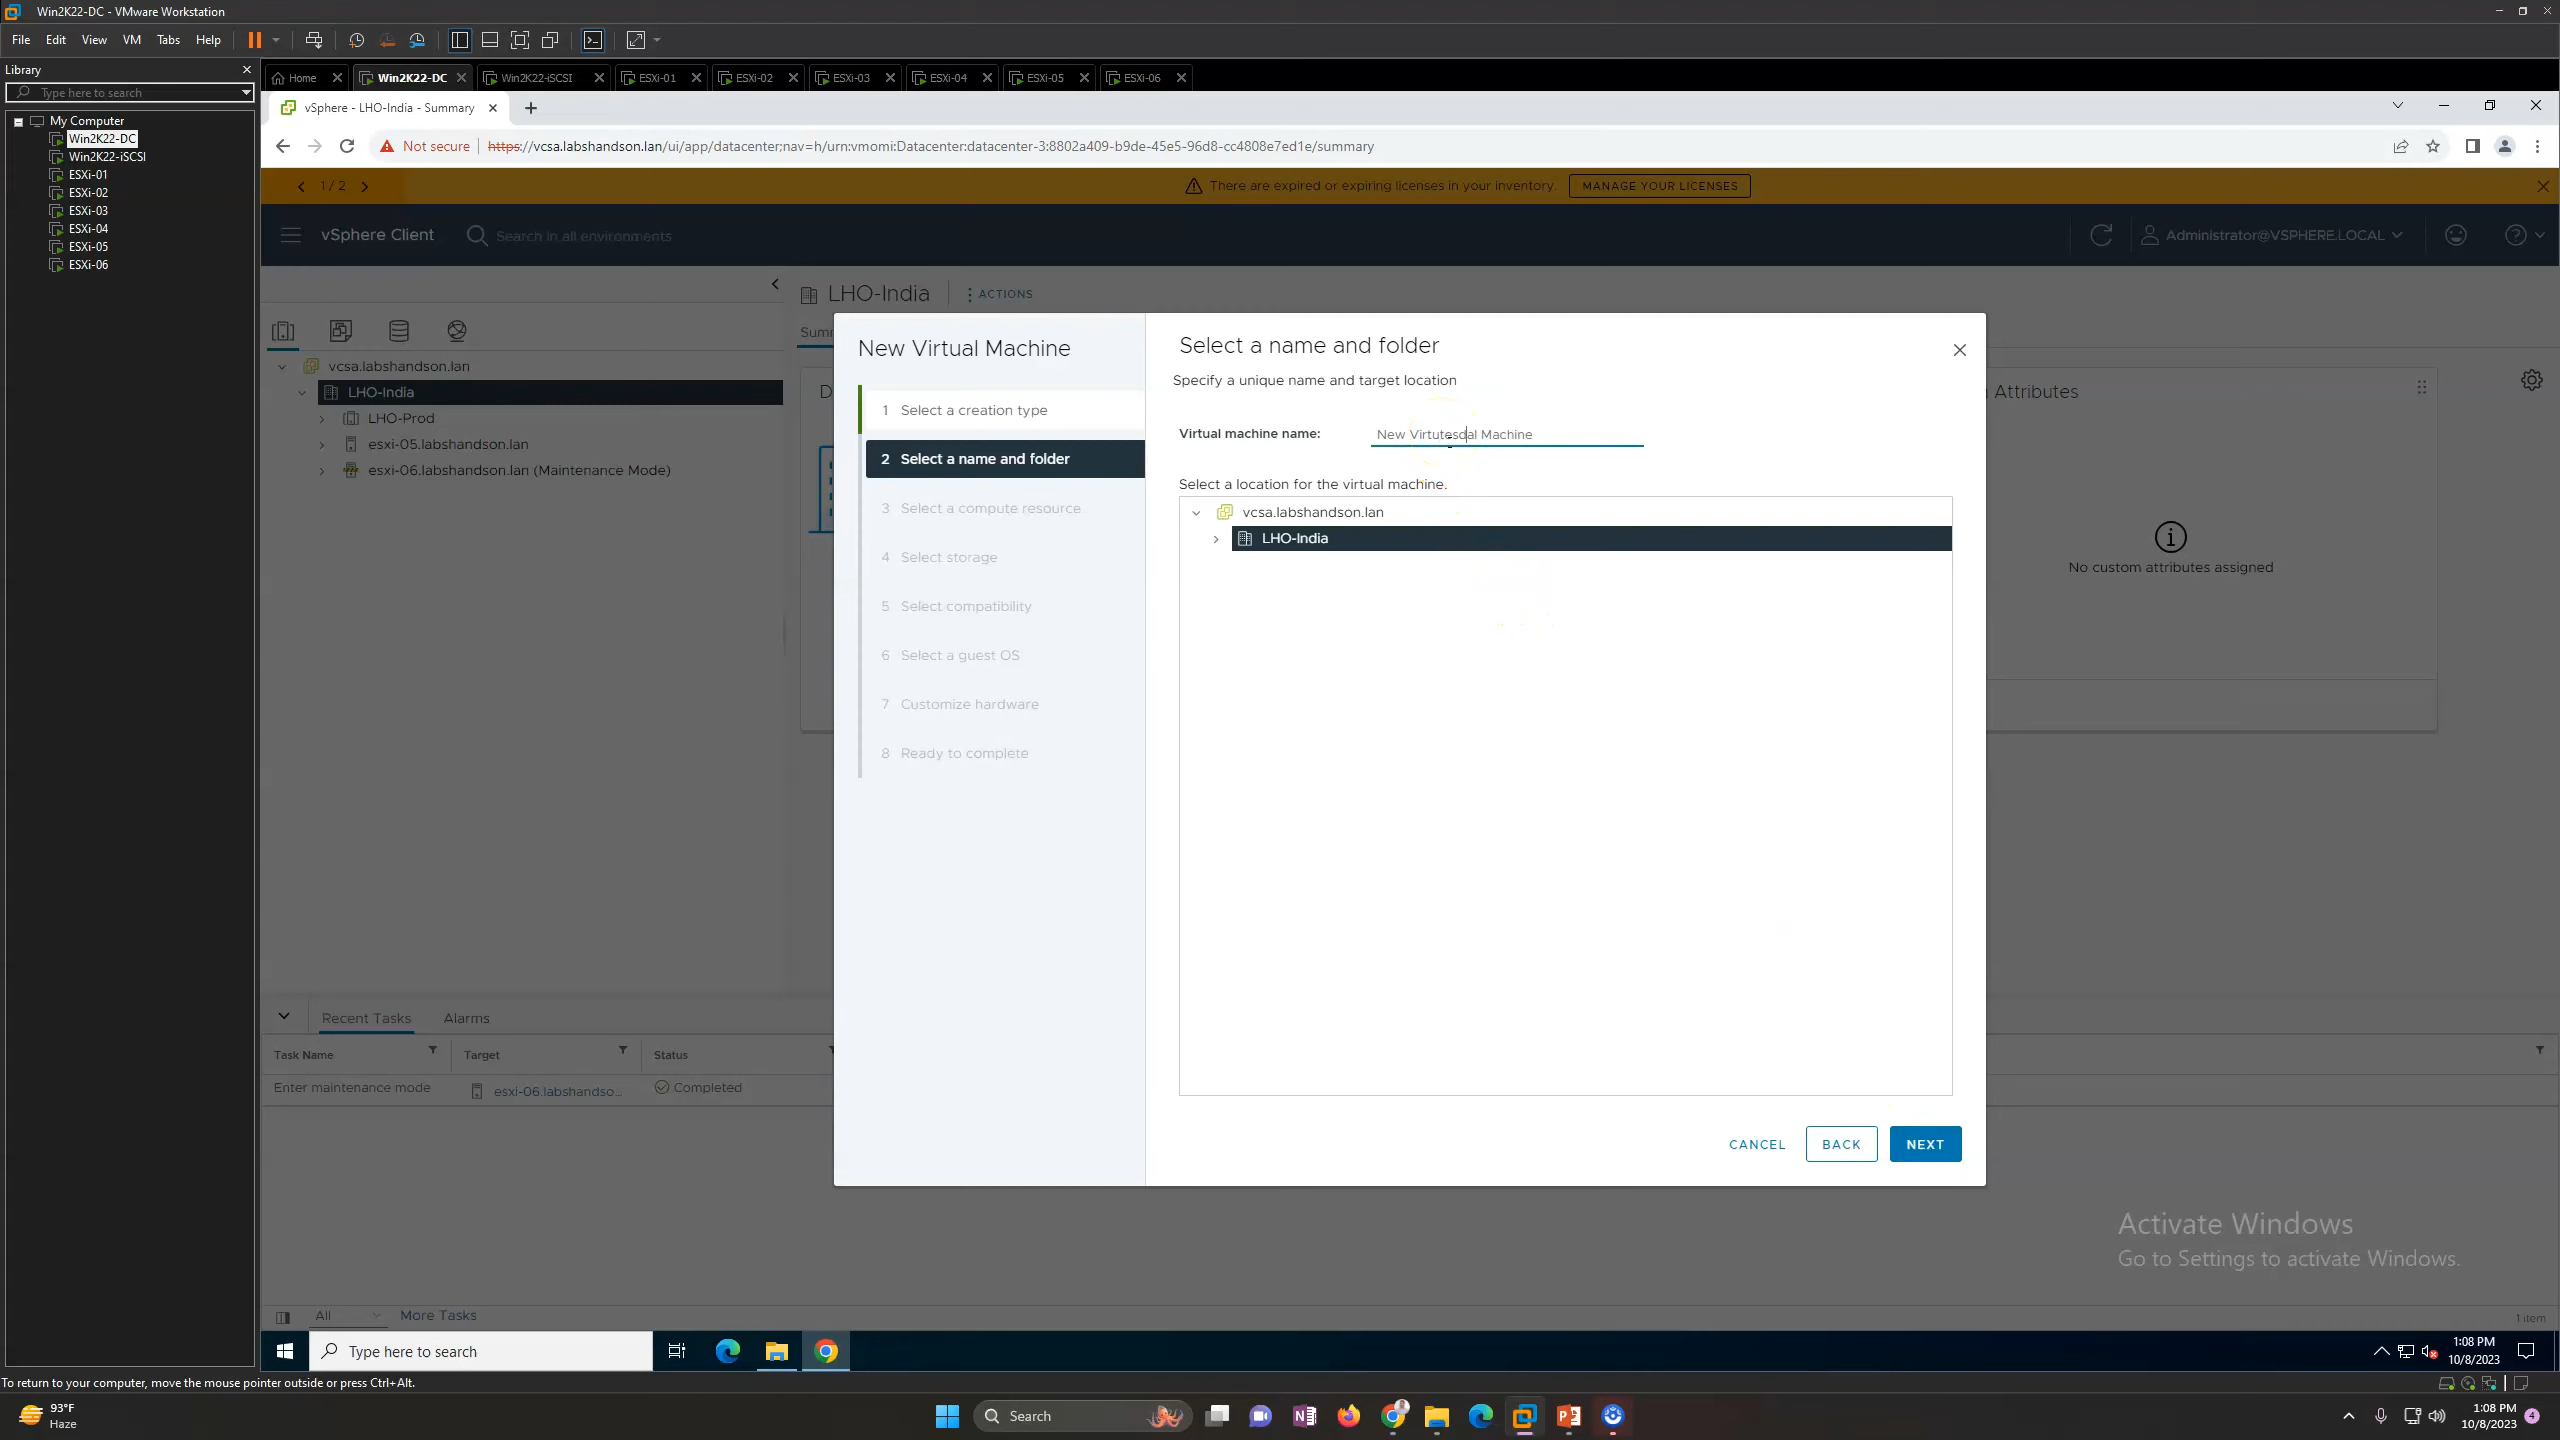 Win2K22-DC - VMware Workstation
File Edit View VM Tabs Help
Library
Type here to search
My Computer
Win2K22-DC
Win2K22-iSCSI
ESXi-01
ESXi-02
ESXi-03
ESXi-04
ESXi-05
ESXi-06
Home Win2K22-DC Win2K22-iSCSI ESXi-01 ESXi-02 ESXi-03 ESXi-04 ESXi-05 ESXi-06
vSphere - LHO-India - Summary
Not secure https://vcsa.labshandson.lan/ui/app/datacenter;nav=h/urn:vmomi:Datacenter:datacenter-3:8802a409-b9de-45e5-96d8-cc4808e7ed1e/summary
1 / 2 There are expired or expiring licenses in your inventory. MANAGE YOUR LICENSES
vSphere Client Search in all environments Administrator@VSPHERE.LOCAL
LHO-India ACTIONS
vcsa.labshandson.lan
LHO-India
LHO-Prod
esxi-05.labshandson.lan
esxi-06.labshandson.lan (Maintenance Mode)
Attributes
No custom attributes assigned
New Virtual Machine
1 Select a creation type
2 Select a name and folder
3 Select a compute resource
4 Select storage
5 Select compatibility
6 Select a guest OS
7 Customize hardware
8 Ready to complete
Select a name and folder
Specify a unique name and target location
Virtual machine name: New Virtutesdal Machine
Select a location for the virtual machine.
vcsa.labshandson.lan
LHO-India
CANCEL BACK NEXT
Recent Tasks Alarms
Task Name Target Status
Enter maintenance mode esxi-06.labshandso... Completed
Activate Windows
Go to Settings to activate Windows.
All More Tasks 1 item
Type here to search
1:08 PM
10/8/2023
To return to your computer, move the mouse pointer outside or press Ctrl+Alt.
93°F
Haze
Search
1:08 PM
10/8/2023
4